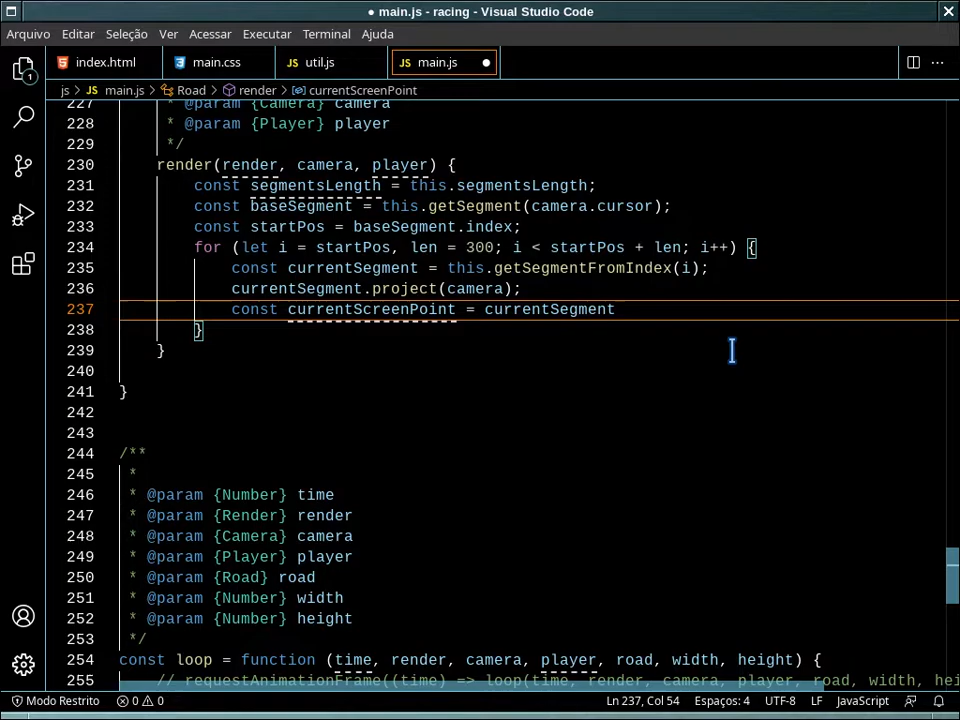 ● main.js - racing - Visual Studio Code
Arquivo Editar Seleção Ver Acessar Executar Terminal Ajuda
index.html main.css JS util.js JS main.js ●
js > JS main.js > Road > render > currentScreenPoint
227 * @param {Camera} camera
228 * @param {Player} player
229 */
230 render(render, camera, player) {
231 const segmentsLength = this.segmentsLength;
232 const baseSegment = this.getSegment(camera.cursor);
233 const startPos = baseSegment.index;
234 for (let i = startPos, len = 300; i < startPos + len; i++) {
235 const currentSegment = this.getSegmentFromIndex(i);
236 currentSegment.project(camera);
237 const currentScreenPoint = currentSegment
238 }
239 }
240
241 }
242
243
244 /**
245 *
246 * @param {Number} time
247 * @param {Render} render
248 * @param {Camera} camera
249 * @param {Player} player
250 * @param {Road} road
251 * @param {Number} width
252 * @param {Number} height
253 */
254 const loop = function (time, render, camera, player, road, width, height) {
255 // requestAnimationFrame((time) => loop(time, render, camera, player, road, width, hei
Modo Restrito 0 0 Ln 237, Col 54 Espaços: 4 UTF-8 LF JavaScript